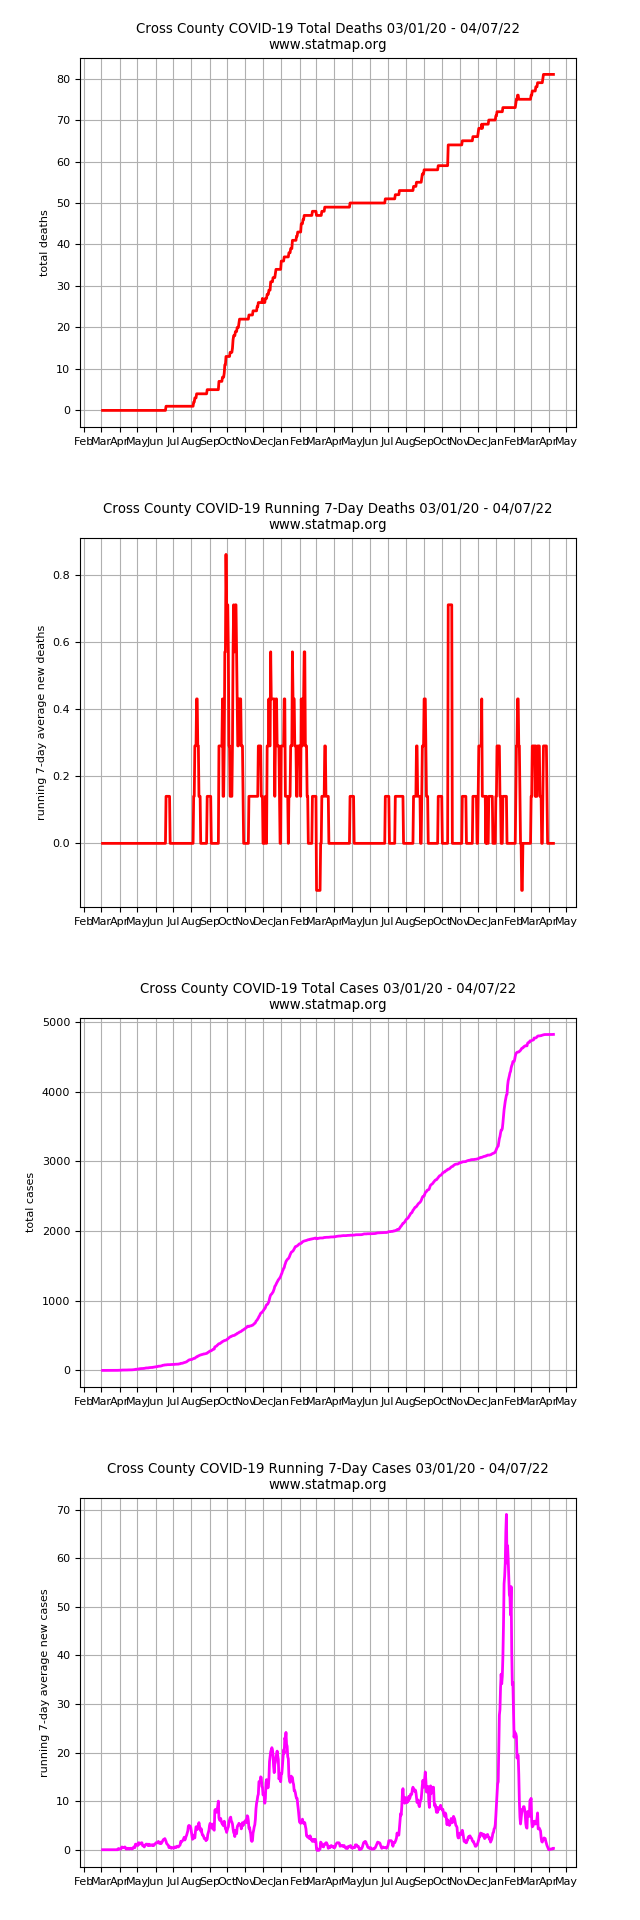 Cross County COVID-19 Total Deaths 03/01/20 - 04/07/22
www.statmap.org
total deaths
80
70
60
50
40
30
20
10
0
Feb Mar Apr May Jun Jul Aug Sep Oct Nov Dec Jan Feb Mar Apr May Jun Jul Aug Sep Oct Nov Dec Jan Feb Mar Apr May
Cross County COVID-19 Running 7-Day Deaths 03/01/20 - 04/07/22
www.statmap.org
running 7-day average new deaths
0.8
0.6
0.4
0.2
0.0
Feb Mar Apr May Jun Jul Aug Sep Oct Nov Dec Jan Feb Mar Apr May Jun Jul Aug Sep Oct Nov Dec Jan Feb Mar Apr May
Cross County COVID-19 Total Cases 03/01/20 - 04/07/22
www.statmap.org
total cases
5000
4000
3000
2000
1000
0
Feb Mar Apr May Jun Jul Aug Sep Oct Nov Dec Jan Feb Mar Apr May Jun Jul Aug Sep Oct Nov Dec Jan Feb Mar Apr May
Cross County COVID-19 Running 7-Day Cases 03/01/20 - 04/07/22
www.statmap.org
running 7-day average new cases
70
60
50
40
30
20
10
0
Feb Mar Apr May Jun Jul Aug Sep Oct Nov Dec Jan Feb Mar Apr May Jun Jul Aug Sep Oct Nov Dec Jan Feb Mar Apr May